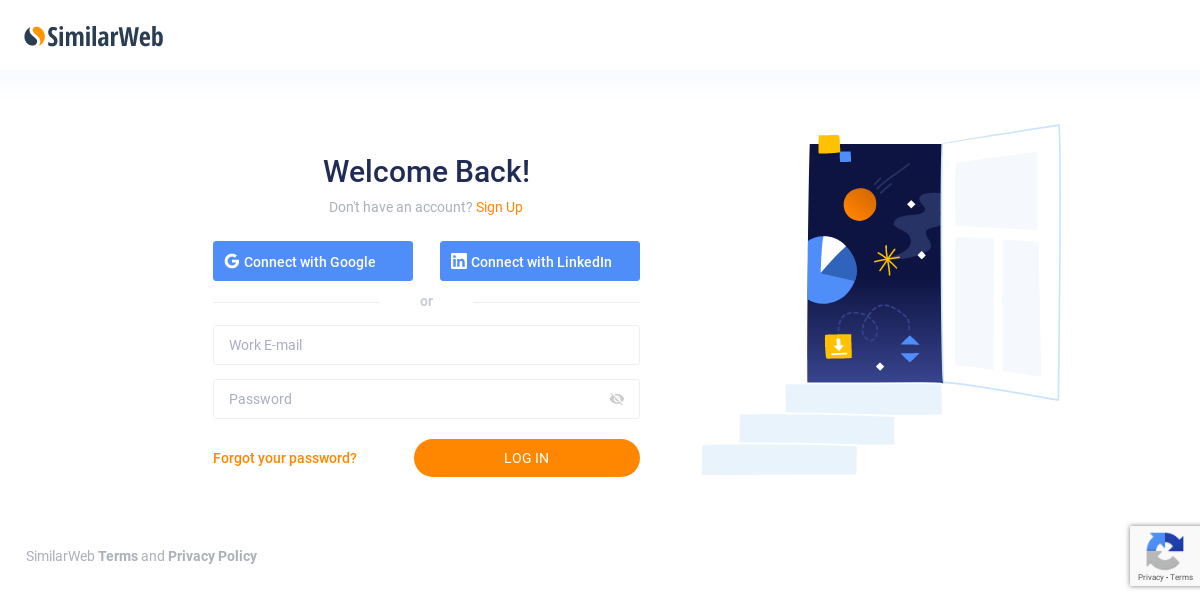 SimilarWeb
Welcome Back!
Don't have an account? Sign Up
Connect with Google
Connect with LinkedIn
or
Work E-mail
Password
Forgot your password?
LOG IN
SimilarWeb Terms and Privacy Policy
Privacy - Terms